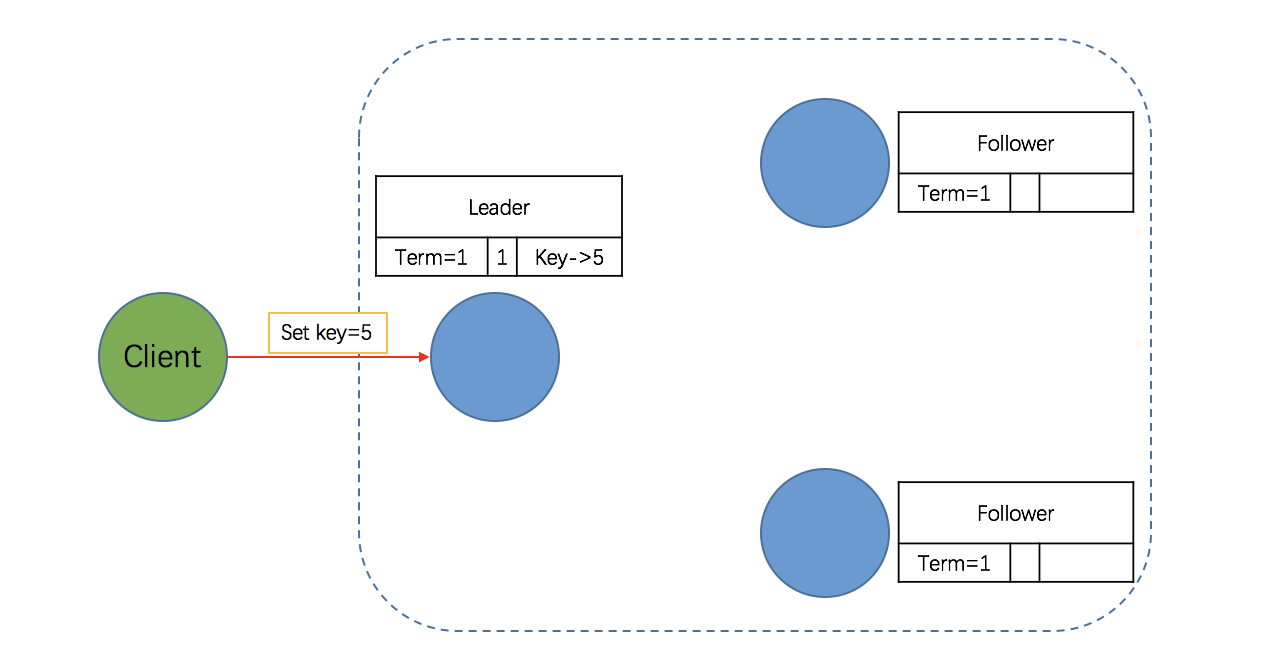 Follower
Term=1
Leader
Term=1 1 Key->5
Set key=5
Client
Follower
Term=1